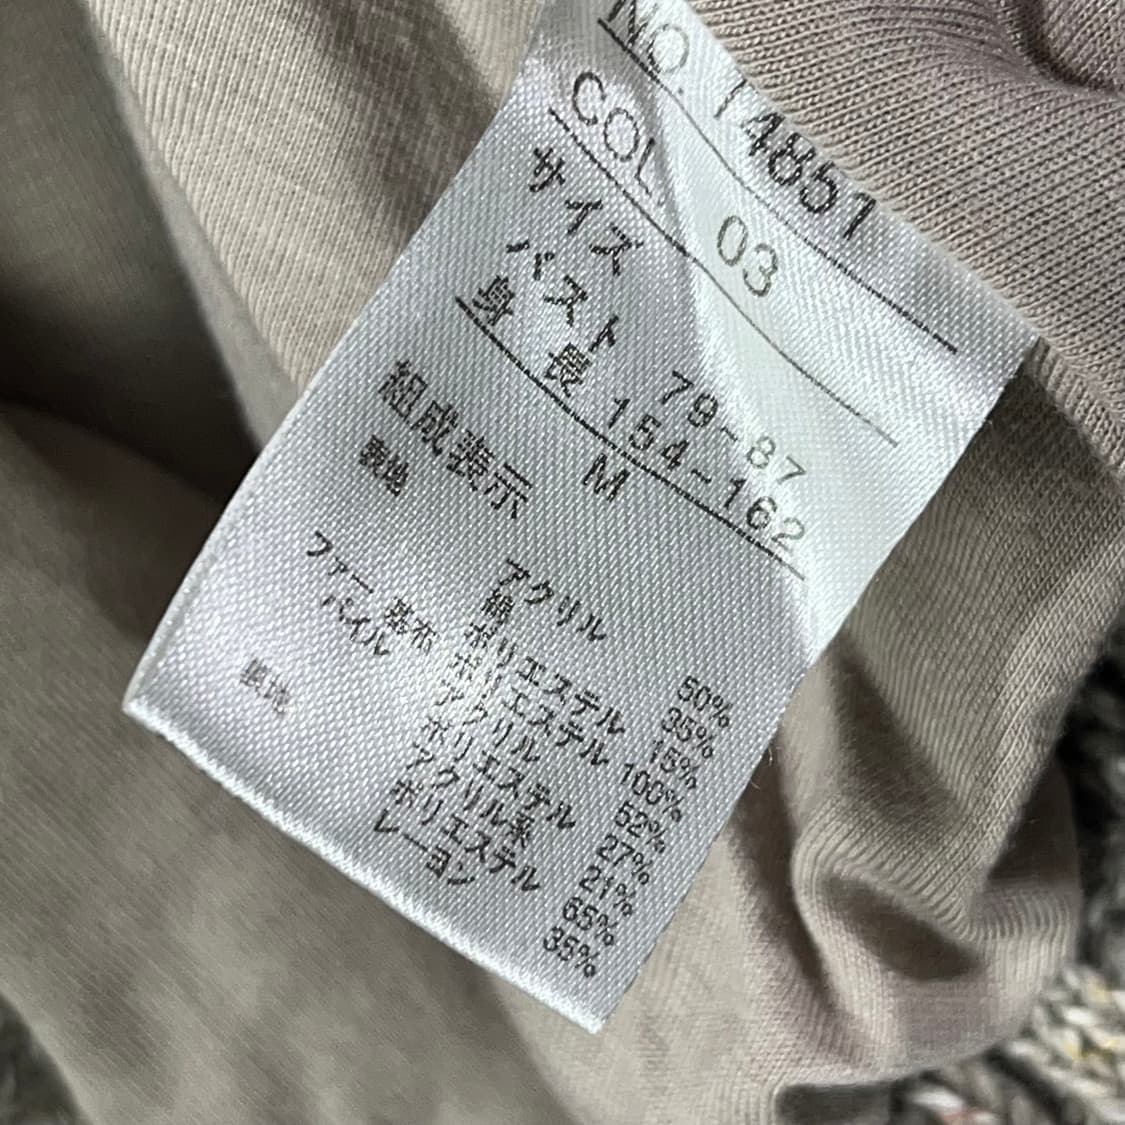 NO. 14851
COL. 03
サイズ
バスト 79-87
身長 154-162
M
組成表示
表地
アクリル 50%
綿 35%
ポリエステル 15%
ファー 基布 ポリエステル 100%
パイル アクリル 52%
ポリエステル 27%
アクリル系 21%
ポリエステル 65%
レーヨン 35%